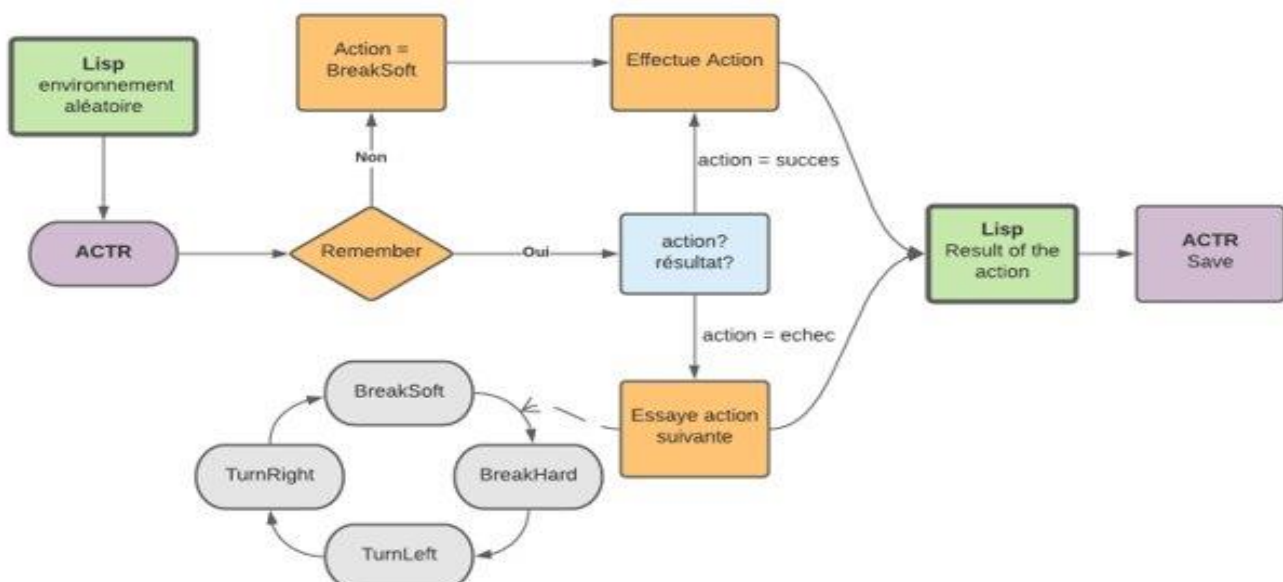 Lisp
environnement
aléatoire
Action =
BreakSoft
Effectue Action
Non
action = succes
ACTR
Remember
Oui
action?
résultat?
Lisp
Result of the
action
ACTR
Save
action = echec
BreakSoft
Essaye action
suivante
TurnRight
BreakHard
TurnLeft